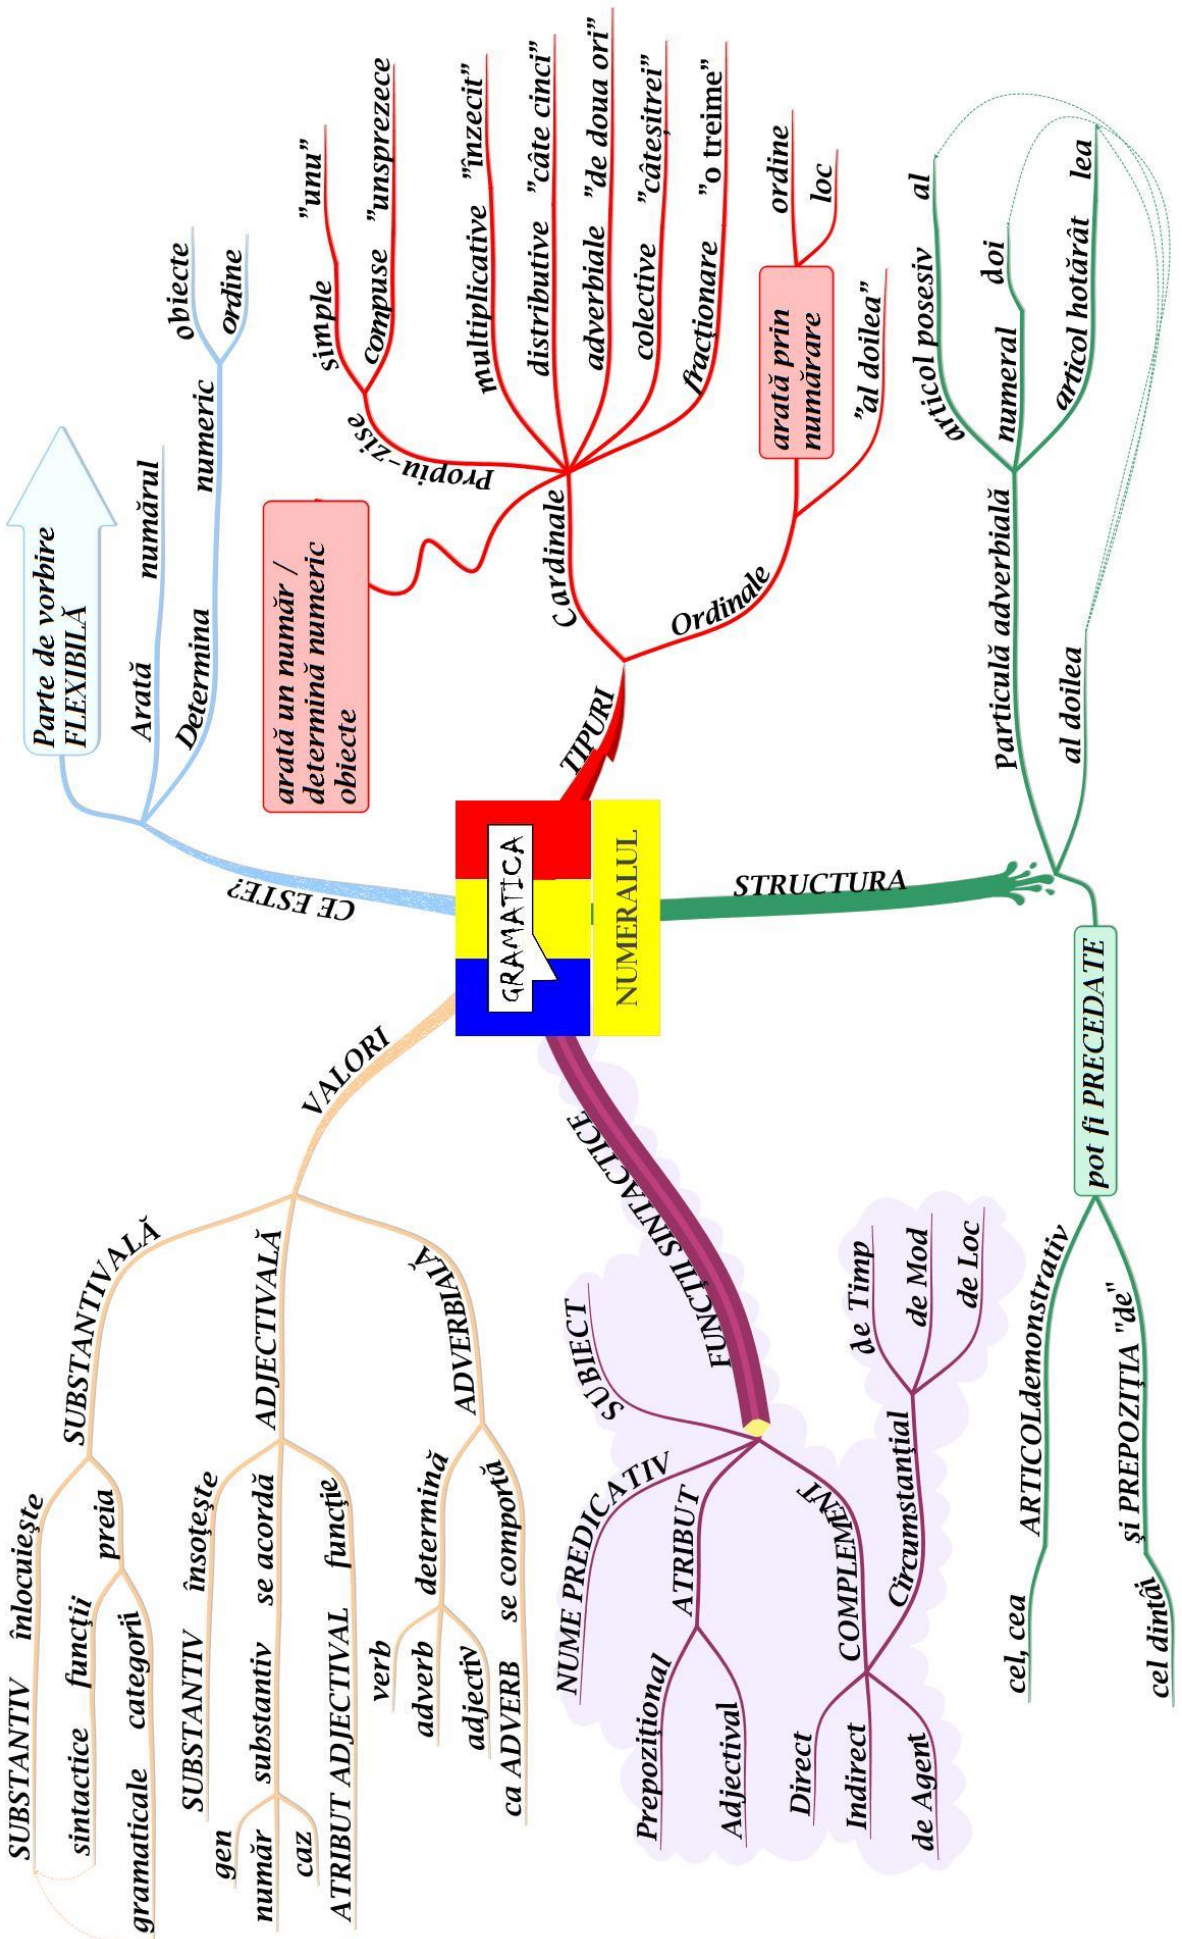 GRAMATICA
NUMERALUL
CE ESTE?
Parte de vorbire
FLEXIBILĂ
Arată numărul
Determina numeric
obiecte
ordine
TIPURI
Cardinale
arată un număr /
determină numeric
obiecte
Propiu-zise
simple ”unu”
compuse ”unsprezece
multiplicative ”înzecit”
distributive ”câte cinci”
adverbiale ”de doua ori”
colective ”câteșitrei”
fracționare ”o treime”
Ordinale
arată prin
numărare
ordine
loc
”al doilea”
STRUCTURA
Particulă adverbială
articol posesiv al
numeral doi
articol hotărât lea
al doilea
pot fi PRECEDATE
ARTICOLdemonstrativ
cel, cea
și PREPOZIȚIA "de"
cel dintâi
FUNCȚII SINTACTICE
SUBIECT
NUME PREDICATIV
ATRIBUT
Prepozițional
Adjectival
COMPLEMENT
Direct
Indirect
de Agent
Circumstanțial
de Timp
de Mod
de Loc
VALORI
SUBSTANTIVALĂ
SUBSTANTIV înlocuiește
preia
sintactice funcții
gramaticale categorii
ADJECTIVALĂ
SUBSTANTIV însoțește
substantiv se acordă
gen
număr
caz
ATRIBUT ADJECTIVAL funcție
ADVERBIALĂ
determină
verb
adverb
adjectiv
ca ADVERB se comportă